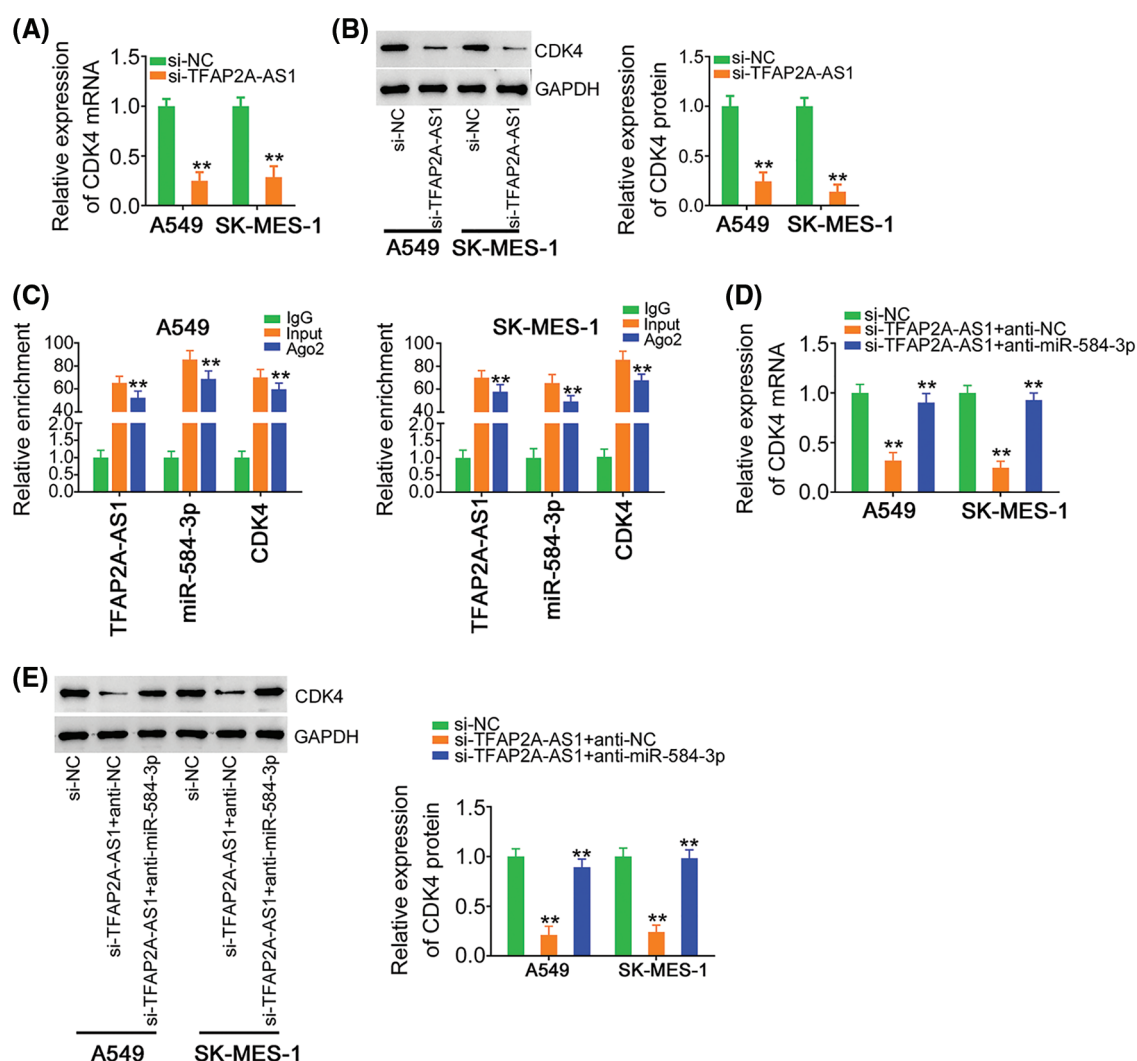 (A)
1.5
1.0
0.5
0.0
Relative expression
of CDK4 mRNA
si-NC
si-TFAP2A-AS1
**
**
A549
SK-MES-1
(B)
CDK4
GAPDH
si-NC
si-TFAP2A-AS1
si-NC
si-TFAP2A-AS1
A549
SK-MES-1
Relative expression
of CDK4 protein
1.5
1.0
0.5
0.0
si-NC
si-TFAP2A-AS1
**
**
A549
SK-MES-1
(C)
A549
IgG
Input
Ago2
Relative enrichment
100
80
60
40
2.0
1.5
1.0
0.5
0.0
**
**
**
TFAP2A-AS1
miR-584-3p
CDK4
SK-MES-1
IgG
Input
Ago2
Relative enrichment
100
80
60
40
2.0
1.5
1.0
0.5
0.0
**
**
**
TFAP2A-AS1
miR-584-3p
CDK4
(D)
si-NC
si-TFAP2A-AS1+anti-NC
si-TFAP2A-AS1+anti-miR-584-3p
Relative expression
of CDK4 mRNA
1.5
1.0
0.5
0.0
**
**
**
**
A549
SK-MES-1
(E)
CDK4
GAPDH
si-NC
si-TFAP2A-AS1+anti-NC
si-TFAP2A-AS1+anti-miR-584-3p
si-NC
si-TFAP2A-AS1+anti-NC
si-TFAP2A-AS1+anti-miR-584-3p
A549
SK-MES-1
si-NC
si-TFAP2A-AS1+anti-NC
si-TFAP2A-AS1+anti-miR-584-3p
Relative expression
of CDK4 protein
1.5
1.0
0.5
0.0
**
**
**
**
A549
SK-MES-1